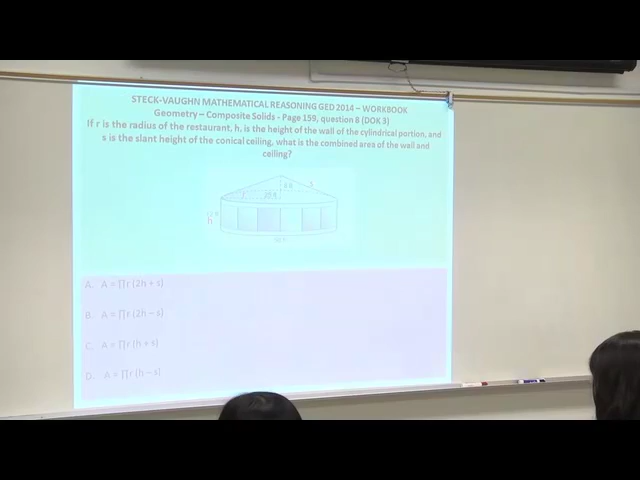 STECK-VAUGHN MATHEMATICAL REASONING GED 2014 – WORKBOOK
Geometry – Composite Solids - Page 159, question 8 (DOK 3)
If r is the radius of the restaurant, h, is the height of the wall of the cylindrical portion, and
s is the slant height of the conical ceiling, what is the combined area of the wall and
ceiling?
s
r
h
A. A = ∏r (2h + s)
B. A = ∏r (2h – s)
C. A = ∏r (h + s)
D. A = ∏r (h – s)